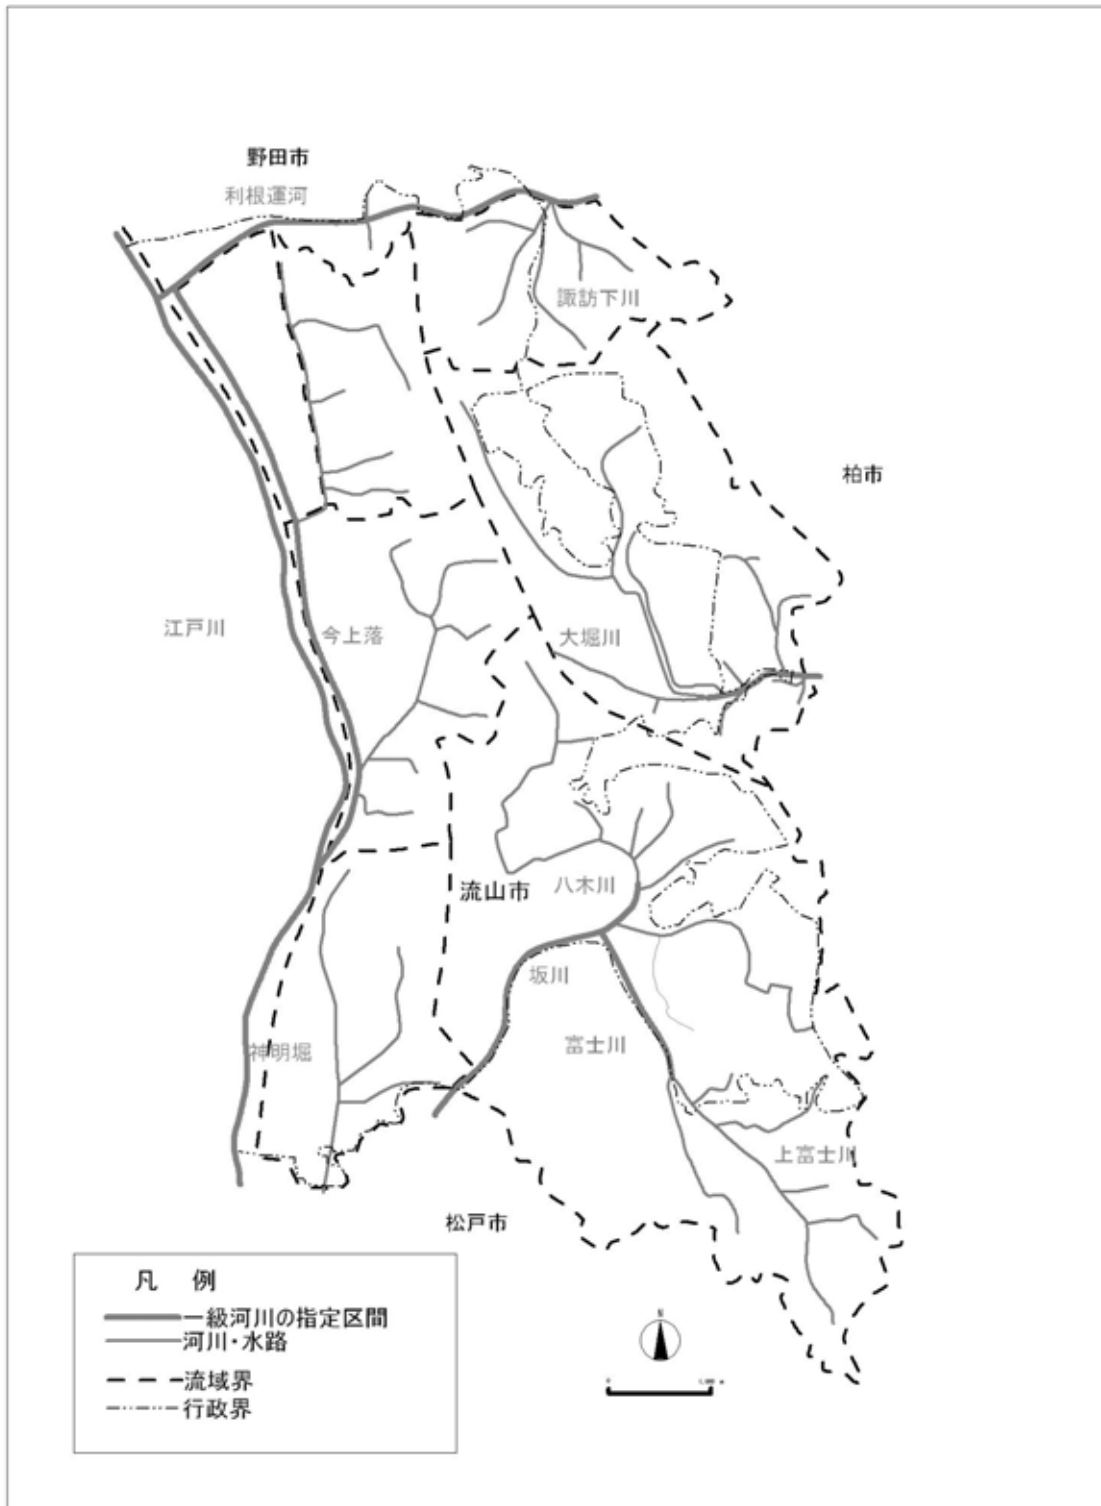 野田市
利根運河
諏訪下川
柏市
江戸川
今上落
大堀川
流山市
八木川
坂川
富士川
神明堀
上富士川
松戸市
凡 例
一級河川の指定区間
河川・水路
流域界
行政界
N
0